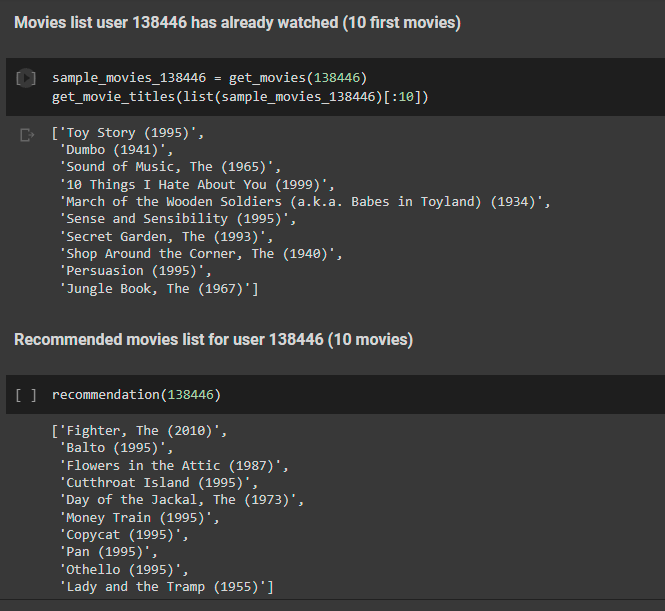 Movies list user 138446 has already watched (10 first movies)
[ ] sample_movies_138446 = get_movies(138446)
get_movie_titles(list(sample_movies_138446)[:10])
['Toy Story (1995)',
'Dumbo (1941)',
'Sound of Music, The (1965)',
'10 Things I Hate About You (1999)',
'March of the Wooden Soldiers (a.k.a. Babes in Toyland) (1934)',
'Sense and Sensibility (1995)',
'Secret Garden, The (1993)',
'Shop Around the Corner, The (1940)',
'Persuasion (1995)',
'Jungle Book, The (1967)']
Recommended movies list for user 138446 (10 movies)
[ ] recommendation(138446)
['Fighter, The (2010)',
'Balto (1995)',
'Flowers in the Attic (1987)',
'Cutthroat Island (1995)',
'Day of the Jackal, The (1973)',
'Money Train (1995)',
'Copycat (1995)',
'Pan (1995)',
'Othello (1995)',
'Lady and the Tramp (1955)']